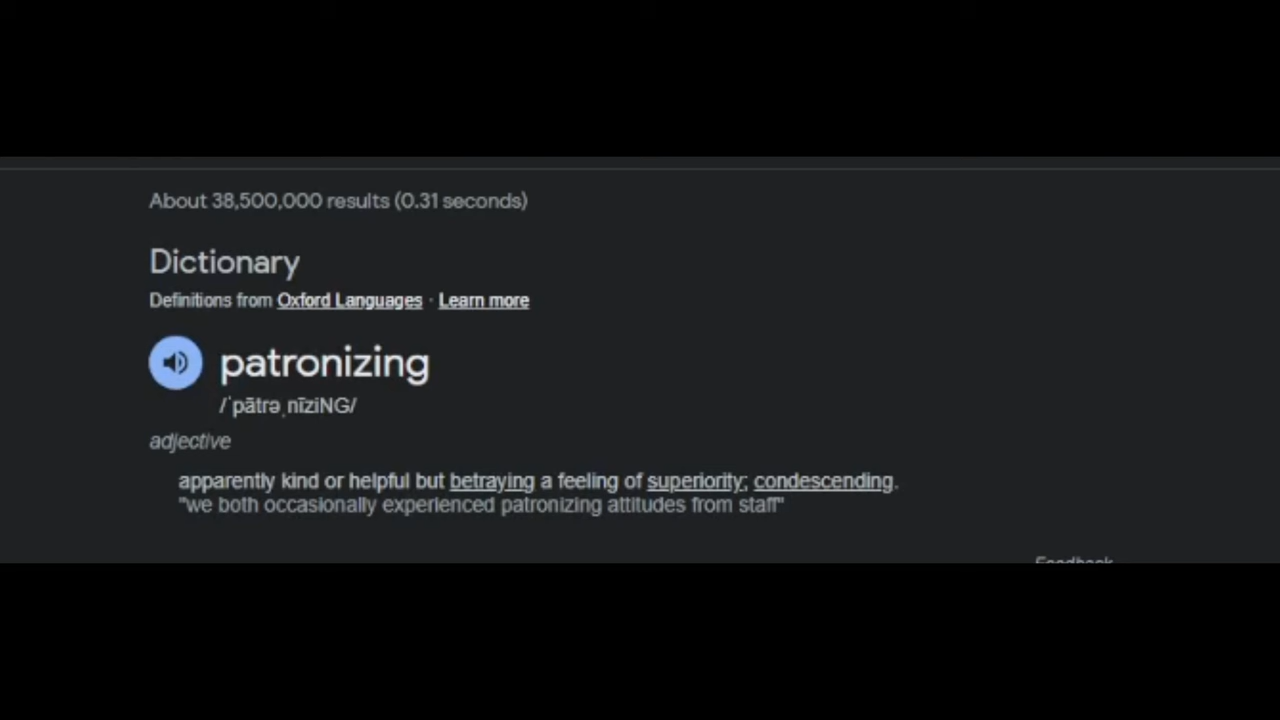 About 38,500,000 results (0.31 seconds)
Dictionary
Definitions from Oxford Languages · Learn more
patronizing
/ˈpātrəˌnīziNG/
adjective
apparently kind or helpful but betraying a feeling of superiority; condescending.
"we both occasionally experienced patronizing attitudes from staff"
Feedback